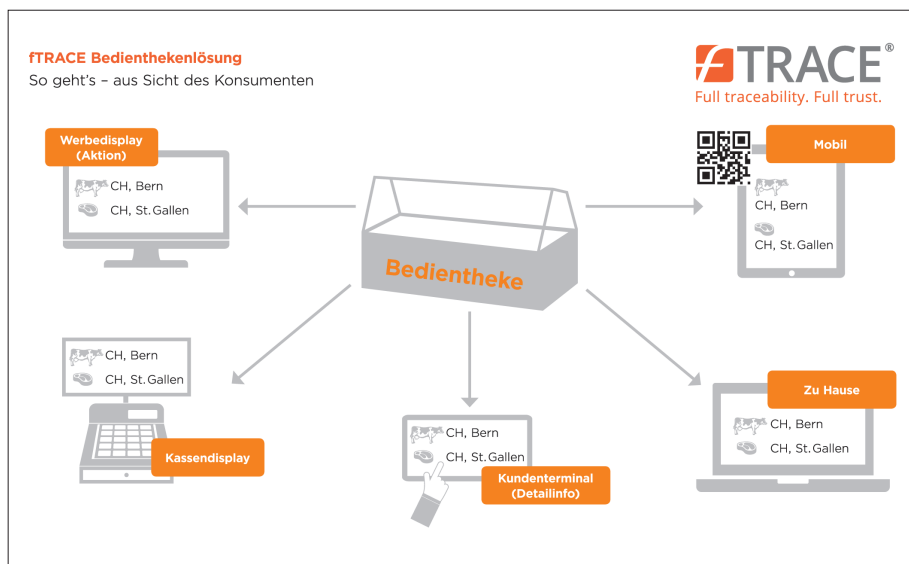 fTRACE Bedienthekenlösung
So geht's – aus Sicht des Konsumenten
fTRACE®
Full traceability. Full trust.
Werbedisplay
(Aktion)
CH, Bern
CH, St. Gallen
Mobil
CH, Bern
CH, St. Gallen
Bedientheke
CH, Bern
CH, St. Gallen
Kassendisplay
CH, Bern
CH, St. Gallen
Kundenterminal
(Detailinfo)
Zu Hause
CH, Bern
CH, St. Gallen